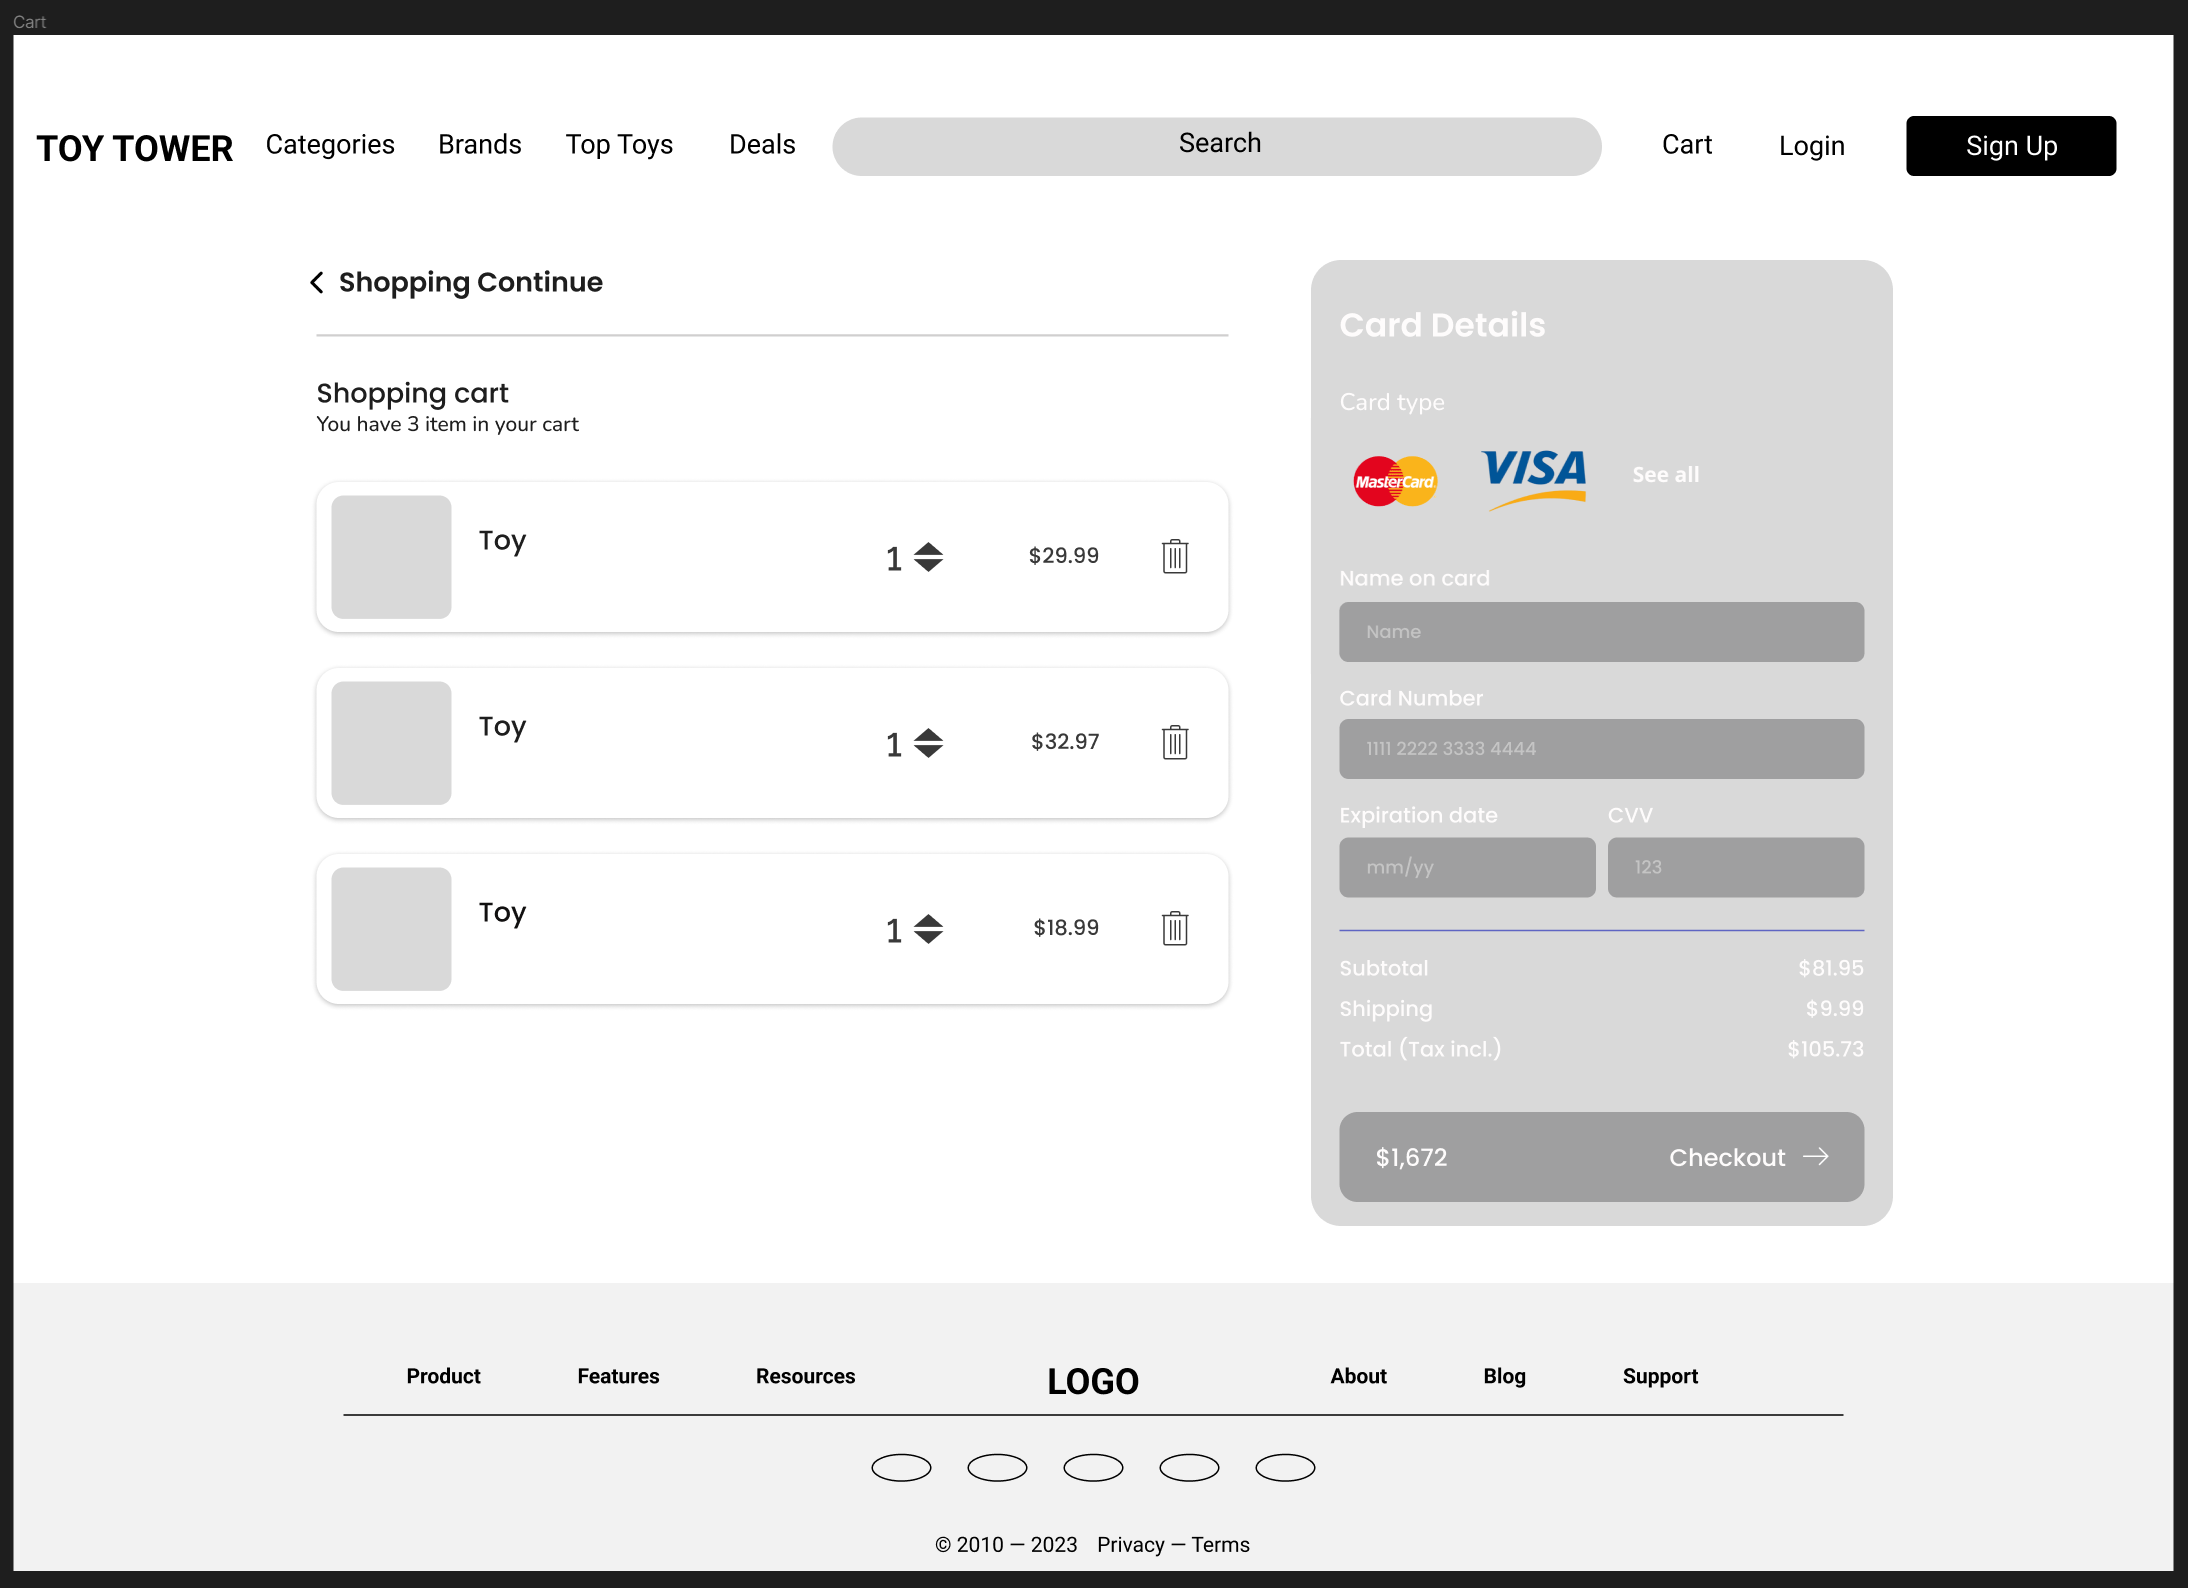 Cart
TOY TOWER Categories Brands Top Toys Deals Search Cart Login Sign Up
Shopping Continue
Shopping cart
You have 3 item in your cart
Toy 1 $29.99
Toy 1 $32.97
Toy 1 $18.99
Card Details
Card type
MasterCard VISA See all
Name on card
Name
Card Number
1111 2222 3333 4444
Expiration date CVV
mm/yy 123
Subtotal $81.95
Shipping $9.99
Total (Tax incl.) $105.73
$1,672 Checkout
Product Features Resources LOGO About Blog Support
© 2010 — 2023 Privacy — Terms